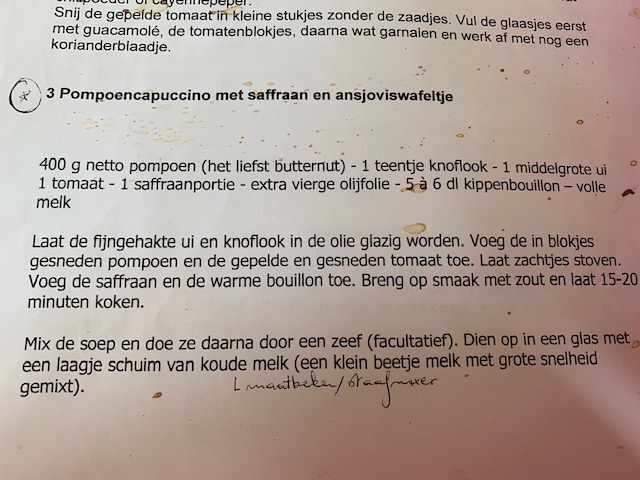 cayennepeper.
Snij de gepelde tomaat in kleine stukjes zonder de zaadjes. Vul de glaasjes eerst
met guacamolé, de tomatenblokjes, daarna wat garnalen en werk af met nog een
korianderblaadje.
3 Pompoencapuccino met saffraan en ansjoviswafeltje
400 g netto pompoen (het liefst butternut) - 1 teentje knoflook - 1 middelgrote ui
1 tomaat - 1 saffraanportie - extra vierge olijfolie - 5 à 6 dl kippenbouillon – volle
melk
Laat de fijngehakte ui en knoflook in de olie glazig worden. Voeg de in blokjes
gesneden pompoen en de gepelde en gesneden tomaat toe. Laat zachtjes stoven.
Voeg de saffraan en de warme bouillon toe. Breng op smaak met zout en laat 15-20
minuten koken.
Mix de soep en doe ze daarna door een zeef (facultatief). Dien op in een glas met
een laagje schuim van koude melk (een klein beetje melk met grote snelheid
gemixt).
maatbeker/staafmixer